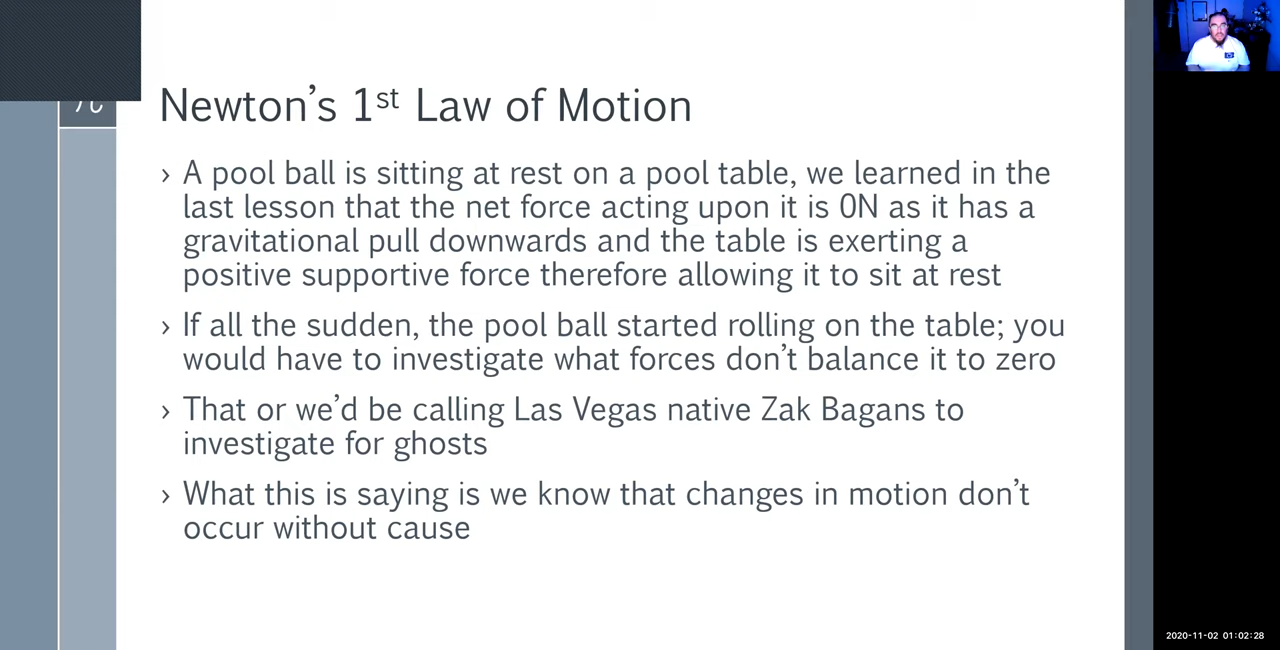 Newton's 1st Law of Motion
› A pool ball is sitting at rest on a pool table, we learned in the
last lesson that the net force acting upon it is 0N as it has a
gravitational pull downwards and the table is exerting a
positive supportive force therefore allowing it to sit at rest
› If all the sudden, the pool ball started rolling on the table; you
would have to investigate what forces don't balance it to zero
› That or we'd be calling Las Vegas native Zak Bagans to
investigate for ghosts
› What this is saying is we know that changes in motion don't
occur without cause
2020-11-02 01:02:28